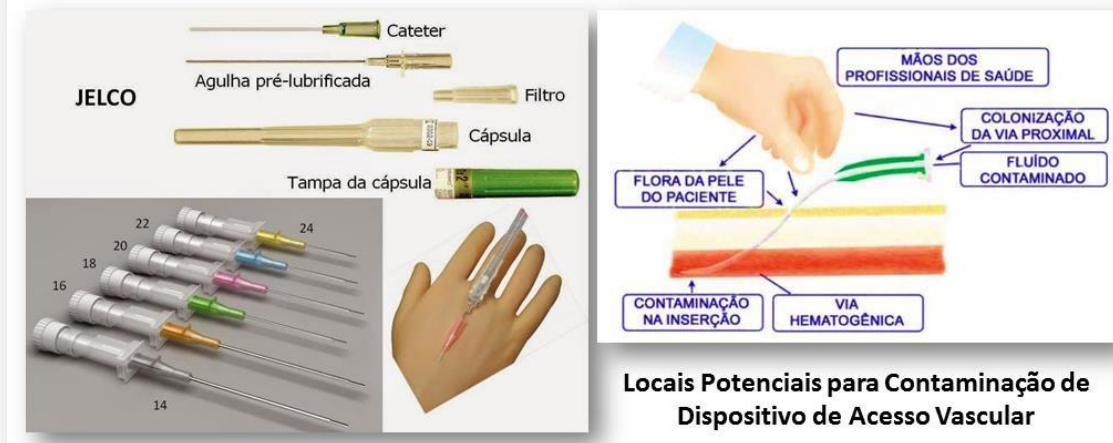 Cateter
Agulha pré-lubrificada
JELCO
Filtro
Cápsula
Tampa da cápsula
24
22
20
18
16
14
MÃOS DOS
PROFISSIONAIS DE SAÚDE
COLONIZAÇÃO
DA VIA PROXIMAL
FLUÍDO
CONTAMINADO
FLORA DA PELE
DO PACIENTE
CONTAMINAÇÃO
NA INSERÇÃO
VIA
HEMATOGÊNICA
Locais Potenciais para Contaminação de
Dispositivo de Acesso Vascular